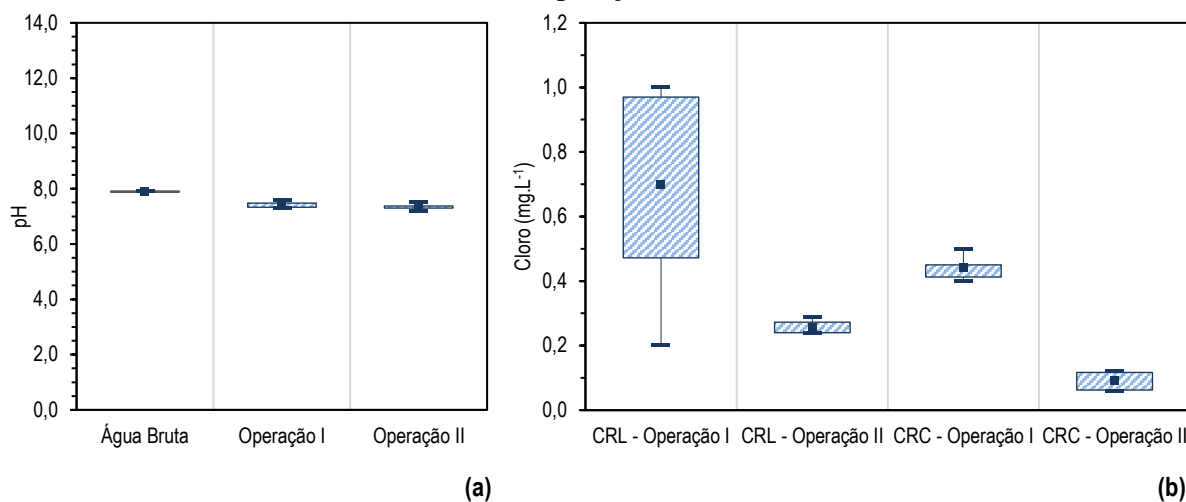 14,0
12,0
10,0
8,0
6,0
4,0
2,0
0,0
pH
Água Bruta
Operação I
Operação II
(a)
1,2
1,0
0,8
0,6
0,4
0,2
0,0
Cloro (mg.L⁻¹)
CRL - Operação I
CRL - Operação II
CRC - Operação I
CRC - Operação II
(b)